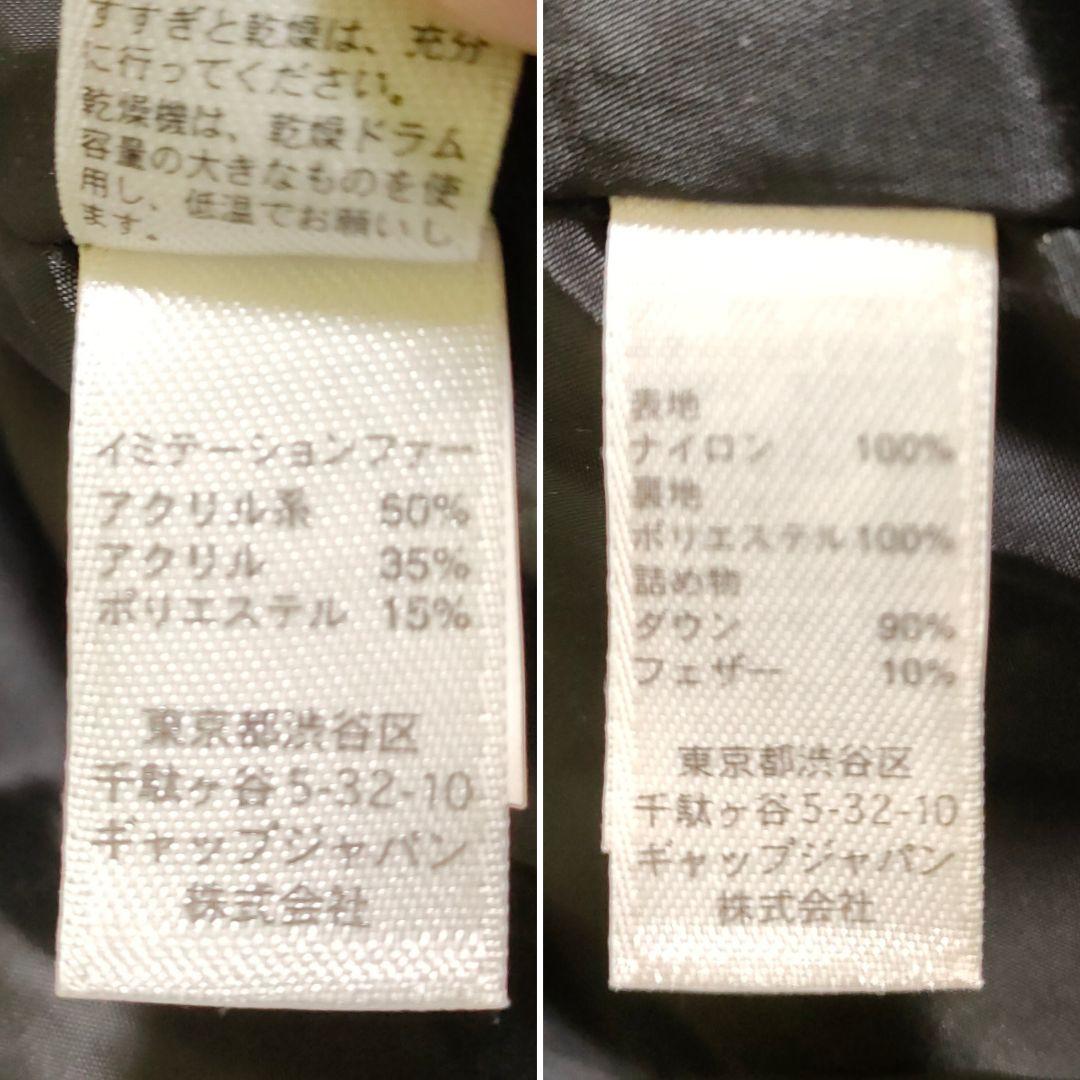 すすぎと乾燥は、充分
に行ってください。
乾燥機は、乾燥ドラム
容量の大きなものを使
用し、低温でお願いし
ます。
イミテーションファー
アクリル系 50%
アクリル 35%
ポリエステル 15%
東京都渋谷区
千駄ヶ谷5-32-10
ギャップジャパン
株式会社
表地
ナイロン 100%
裏地
ポリエステル 100%
詰め物
ダウン 90%
フェザー 10%
東京都渋谷区
千駄ヶ谷5-32-10
ギャップジャパン
株式会社